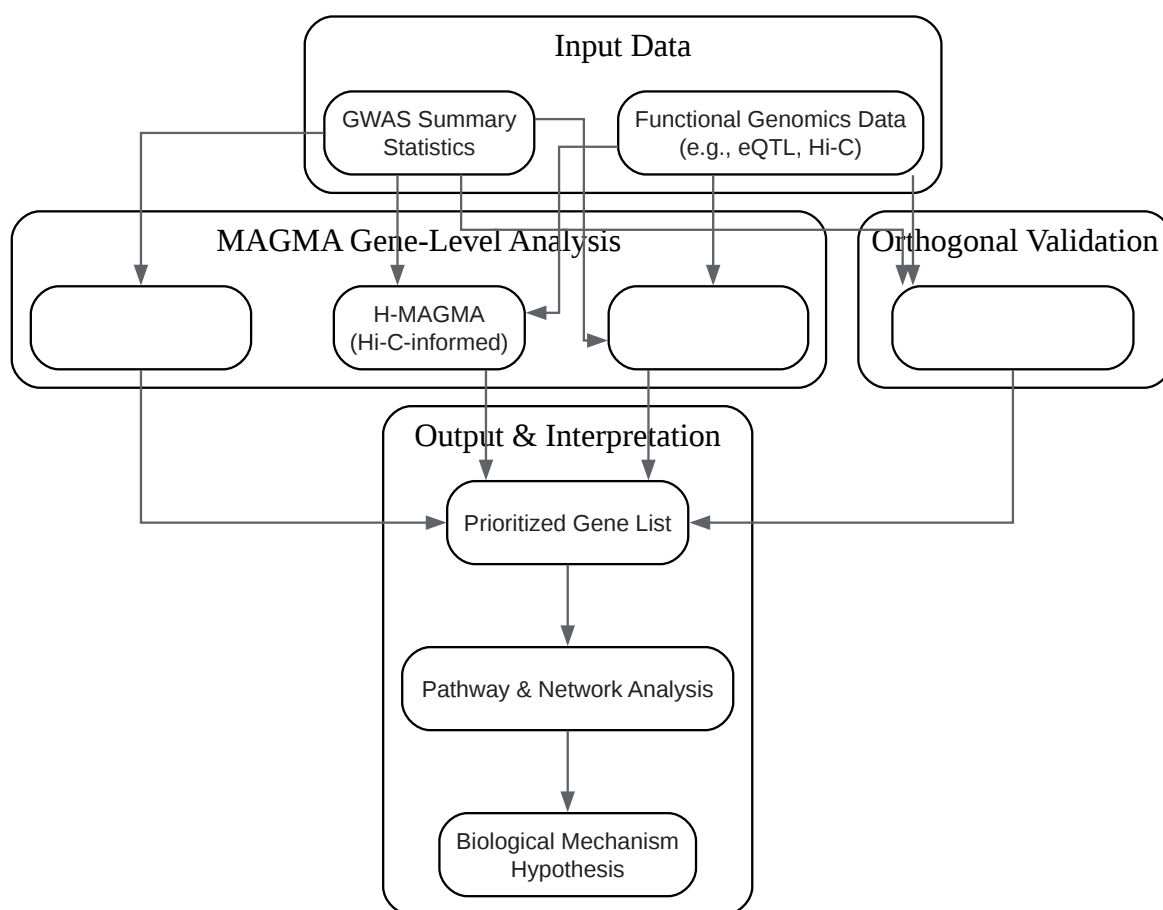 Input Data
GWAS Summary
Statistics
Functional Genomics Data
(e.g., eQTL, Hi-C)
MAGMA Gene-Level Analysis
Orthogonal Validation
H-MAGMA
(Hi-C-informed)
Output & Interpretation
Prioritized Gene List
Pathway & Network Analysis
Biological Mechanism
Hypothesis